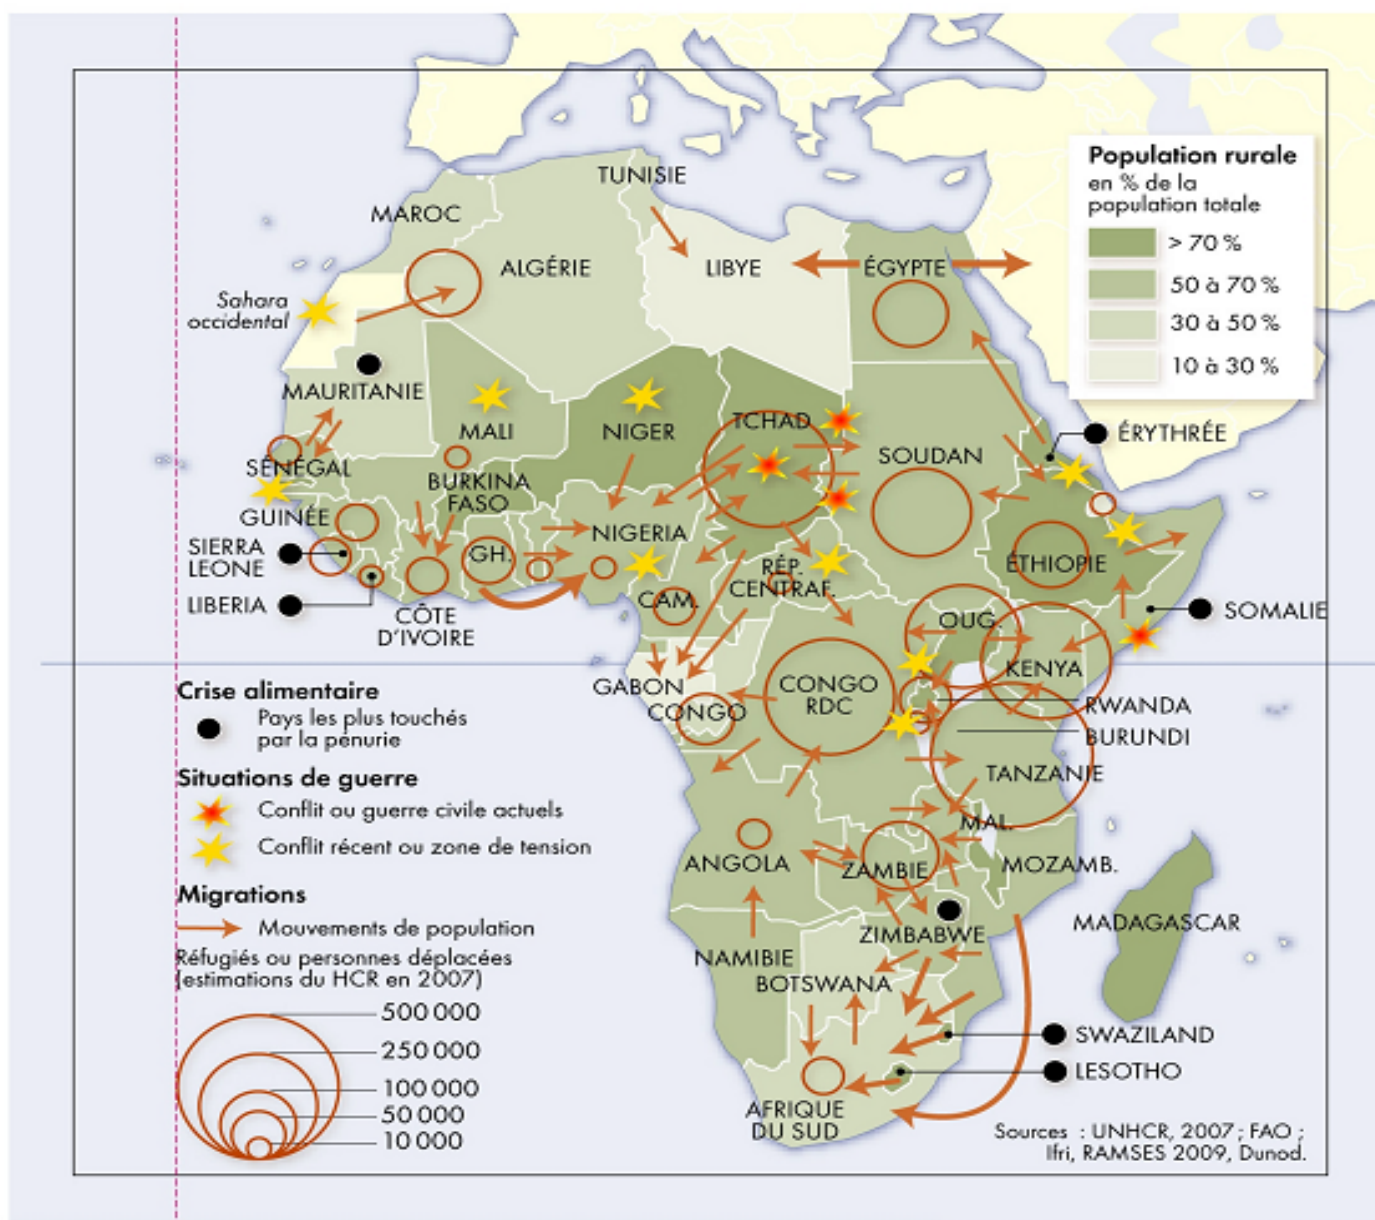 TUNISIE
MAROC
ALGÉRIE
LIBYE
ÉGYPTE
Sahara
occidental
MAURITANIE
MALI
NIGER
TCHAD
SOUDAN
ÉRYTHRÉE
SÉNÉGAL
BURKINA
FASO
GUINÉE
NIGERIA
SIERRA
LEONE
GH.
RÉP.
CENTRAF.
ÉTHIOPIE
LIBERIA
CÔTE
D'IVOIRE
CAM.
OUG.
SOMALIE
GABON
CONGO
CONGO
RDC
KENYA
RWANDA
BURUNDI
TANZANIE
MAL.
ANGOLA
ZAMBIE
MOZAMB.
MADAGASCAR
NAMIBIE
ZIMBABWE
BOTSWANA
SWAZILAND
LESOTHO
AFRIQUE
DU SUD
Population rurale
en % de la
population totale
> 70 %
50 à 70 %
30 à 50 %
10 à 30 %
Crise alimentaire
Pays les plus touchés
par la pénurie
Situations de guerre
Conflit ou guerre civile actuels
Conflit récent ou zone de tension
Migrations
Mouvements de population
Réfugiés ou personnes déplacées
(estimations du HCR en 2007)
500 000
250 000
100 000
50 000
10 000
Sources : UNHCR, 2007 ; FAO ;
Ifri, RAMSES 2009, Dunod.